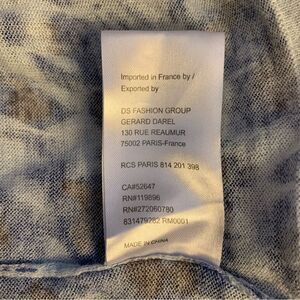 Imported in France by /
Exported by
DS FASHION GROUP
GERARD DAREL
130 RUE REAUMUR
75002 PARIS-France
RCS PARIS 814 201 398
CA#52647
RN#119896
RN#272060780
831479282 RM0001
MADE IN CHINA